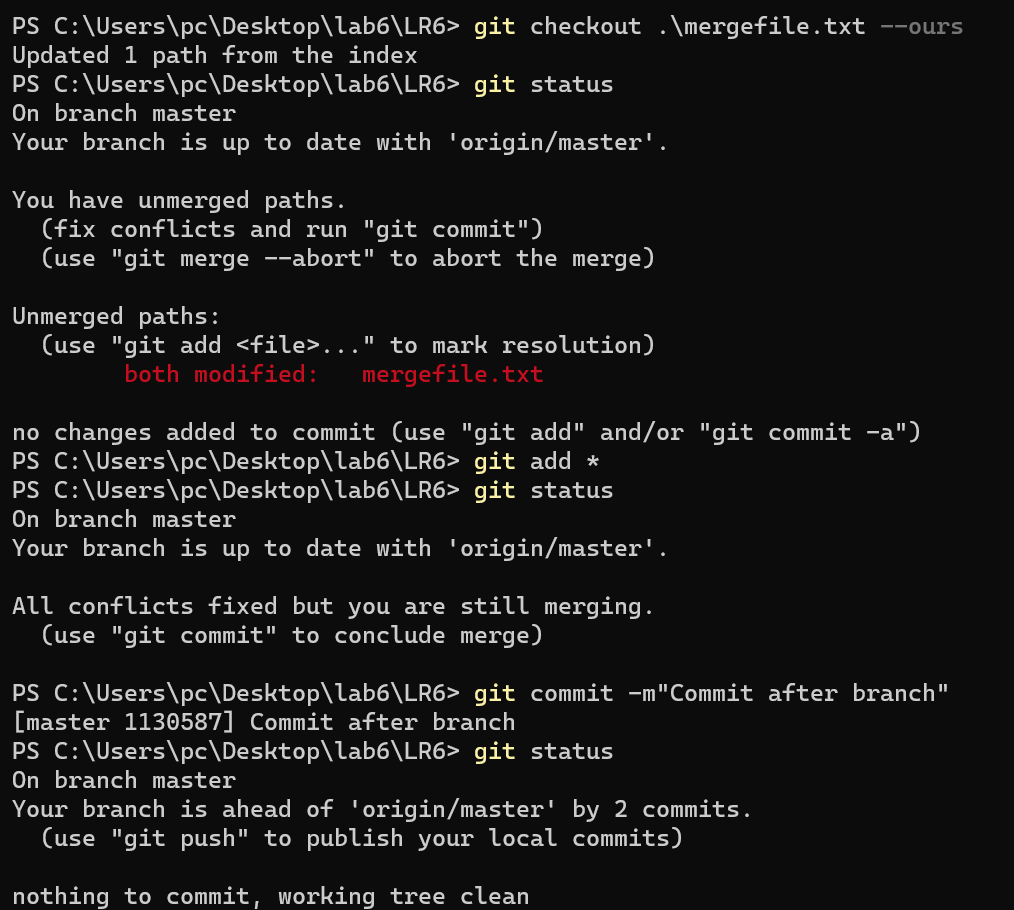 PS C:\Users\pc\Desktop\lab6\LR6> git checkout .\mergefile.txt --ours
Updated 1 path from the index
PS C:\Users\pc\Desktop\lab6\LR6> git status
On branch master
Your branch is up to date with 'origin/master'.
You have unmerged paths.
(fix conflicts and run "git commit")
(use "git merge --abort" to abort the merge)
Unmerged paths:
(use "git add <file>..." to mark resolution)
both modified:   mergefile.txt
no changes added to commit (use "git add" and/or "git commit -a")
PS C:\Users\pc\Desktop\lab6\LR6> git add *
PS C:\Users\pc\Desktop\lab6\LR6> git status
On branch master
Your branch is up to date with 'origin/master'.
All conflicts fixed but you are still merging.
(use "git commit" to conclude merge)
PS C:\Users\pc\Desktop\lab6\LR6> git commit -m"Commit after branch"
[master 1130587] Commit after branch
PS C:\Users\pc\Desktop\lab6\LR6> git status
On branch master
Your branch is ahead of 'origin/master' by 2 commits.
(use "git push" to publish your local commits)
nothing to commit, working tree clean